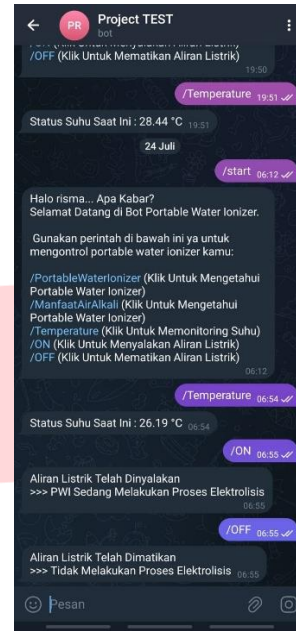 PR
Project TEST
bot
/OFF (Klik Untuk Mematikan Aliran Listrik)
19:50
/Temperature 19:51
Status Suhu Saat Ini : 28.44 °C 19:51
24 Juli
/start 06:12
Halo risma... Apa Kabar?
Selamat Datang di Bot Portable Water Ionizer.
Gunakan perintah di bawah ini ya untuk
mengontrol portable water ionizer kamu:
/PortableWaterIonizer (Klik Untuk Mengetahui
Portable Water Ionizer)
/ManfaatAirAlkali (Klik Untuk Mengetahui
Portable Water Ionizer)
/Temperature (Klik Untuk Memonitoring Suhu)
/ON (Klik Untuk Menyalakan Aliran Listrik)
/OFF (Klik Untuk Mematikan Aliran Listrik)
06:12
/Temperature 06:54
Status Suhu Saat Ini : 26.19 °C 06:54
/ON 06:55
Aliran Listrik Telah Dinyalakan
>>> PWI Sedang Melakukan Proses Elektrolisis
06:55
/OFF 06:55
Aliran Listrik Telah Dimatikan
>>> Tidak Melakukan Proses Elektrolisis 06:55
Pesan